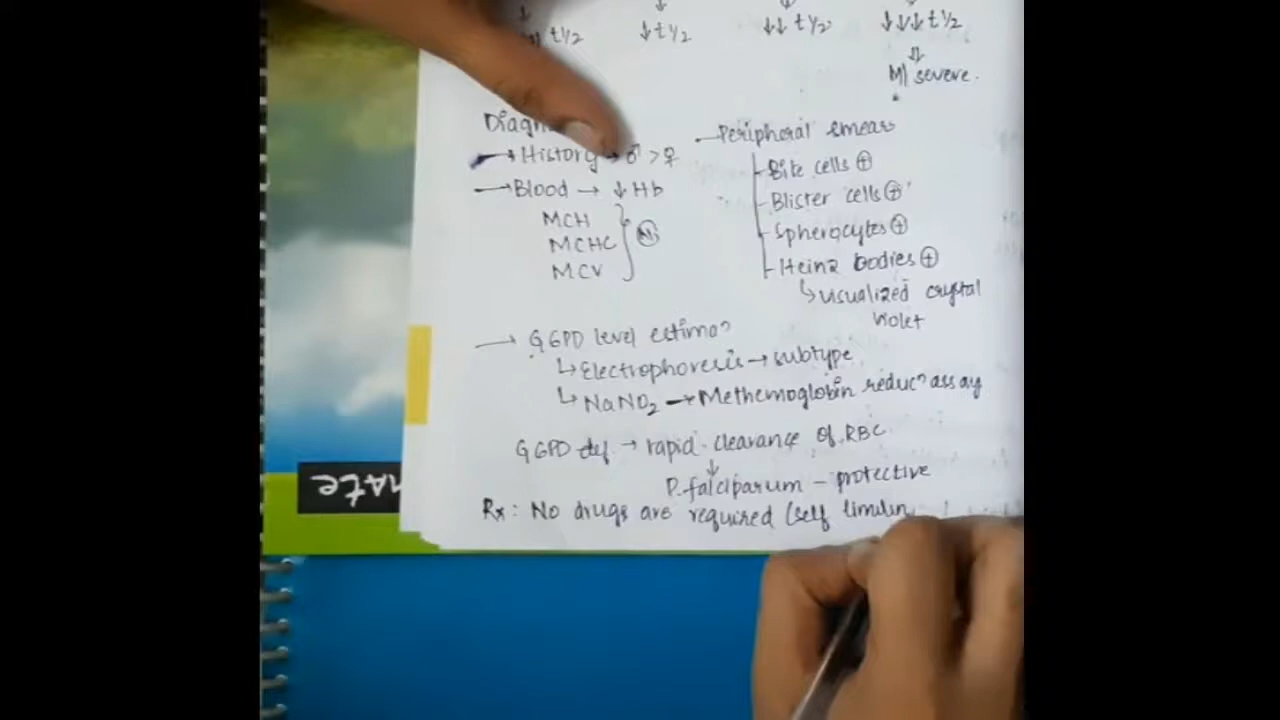 t½ ↓t½ ↓↓ t½ ↓↓↓ t½
⇓
M/ severe.
Diagn
→ History → ♂ > ♀
→ Blood → ↓ Hb
MCH
MCHC
MCV
N
- Peripheral smear
Bite cells ⊕
Blister cells ⊕
Spherocytes ⊕
Heinz bodies ⊕
↳ visualized crystal
violet
→ G6PD level estimaⁿ
↳ Electrophoresis → subtype
↳ NaNO2 → Methemoglobin reducⁿ assay
G6PD def → rapid clearance of RBC
↓
P. falciparum - protective
Rx : No drugs are required (self limitin